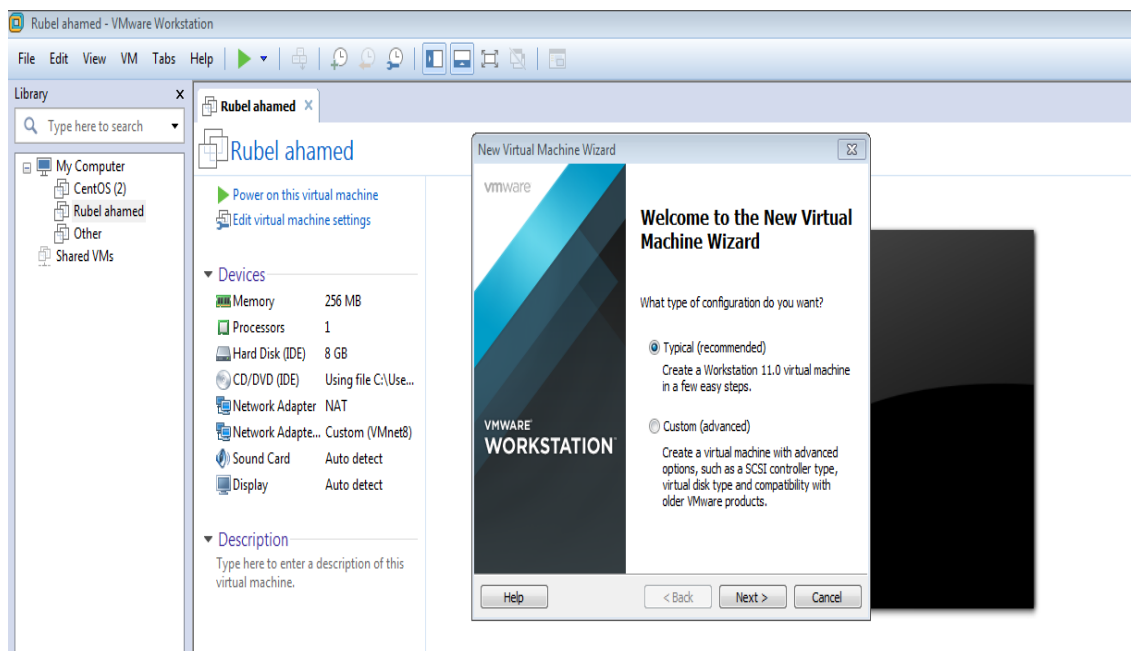 Rubel ahamed - VMware Workstation
File Edit View VM Tabs Help
Library x
Type here to search
My Computer
CentOS (2)
Rubel ahamed
Other
Shared VMs
Rubel ahamed x
Rubel ahamed
Power on this virtual machine
Edit virtual machine settings
Devices
Memory 256 MB
Processors 1
Hard Disk (IDE) 8 GB
CD/DVD (IDE) Using file C:\Use...
Network Adapter NAT
Network Adapte... Custom (VMnet8)
Sound Card Auto detect
Display Auto detect
Description
Type here to enter a description of this
virtual machine.
New Virtual Machine Wizard
vmware
VMWARE
WORKSTATION
Welcome to the New Virtual
Machine Wizard
What type of configuration do you want?
Typical (recommended)
Create a Workstation 11.0 virtual machine
in a few easy steps.
Custom (advanced)
Create a virtual machine with advanced
options, such as a SCSI controller type,
virtual disk type and compatibility with
older VMware products.
Help < Back Next > Cancel